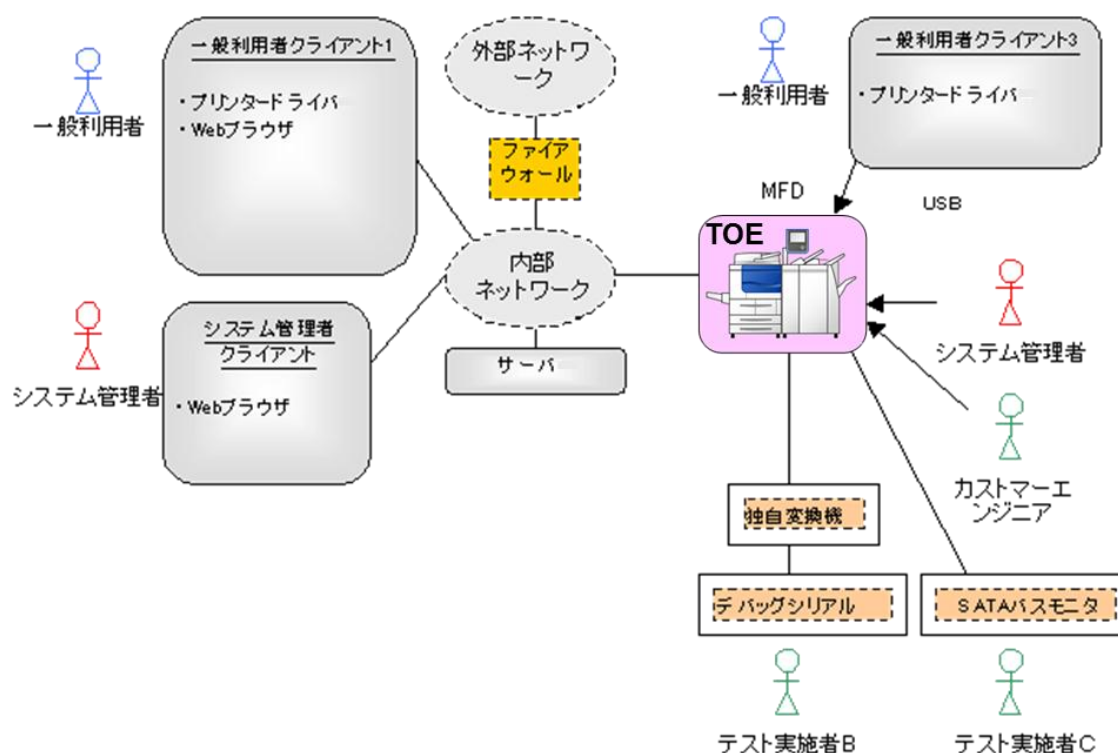 一般利用者クライアント1
・プリンタードライバ
・Webブラウザ
一般利用者
外部ネットワ
ーク
ファイア
ウォール
内部
ネットワーク
サーバ
システム管理者
クライアント
・Webブラウザ
システム管理者
一般利用者
一般利用者クライアント3
・プリンタードライバ
MFD
USB
TOE
システム管理者
カストマーエ
ンジニア
独自変換機
デバッグシリアル
SATAバスモニタ
テスト実施者B
テスト実施者C